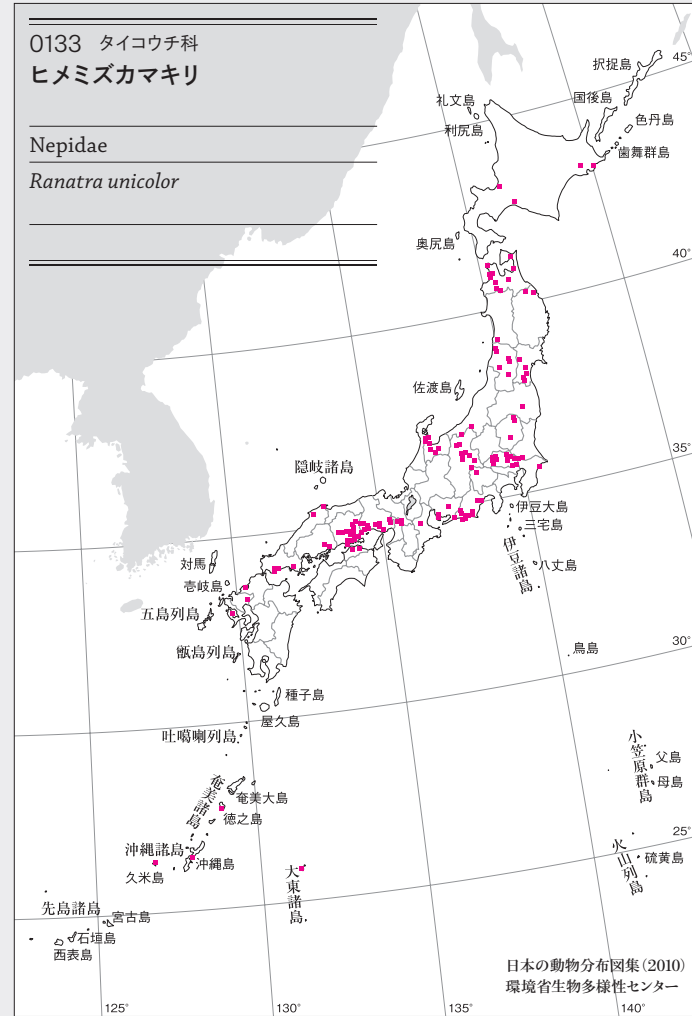 0133 タイコウチ科
ヒメミズカマキリ
Nepidae
Ranatra unicolor
択捉島
45°
国後島
礼文島
色丹島
利尻島
歯舞群島
奥尻島
40°
佐渡島
35°
隠岐諸島
伊豆大島
三宅島
伊豆諸島
八丈島
対馬
壱岐島
五島列島
甑島列島
鳥島
30°
種子島
屋久島
吐噶喇列島
小笠原群島
父島
母島
奄美諸島
奄美大島
徳之島
25°
沖縄諸島
沖縄島
久米島
大東諸島
火山列島
硫黄島
先島諸島
宮古島
石垣島
西表島
日本の動物分布図集(2010)
環境省生物多様性センター
125°
130°
135°
140°